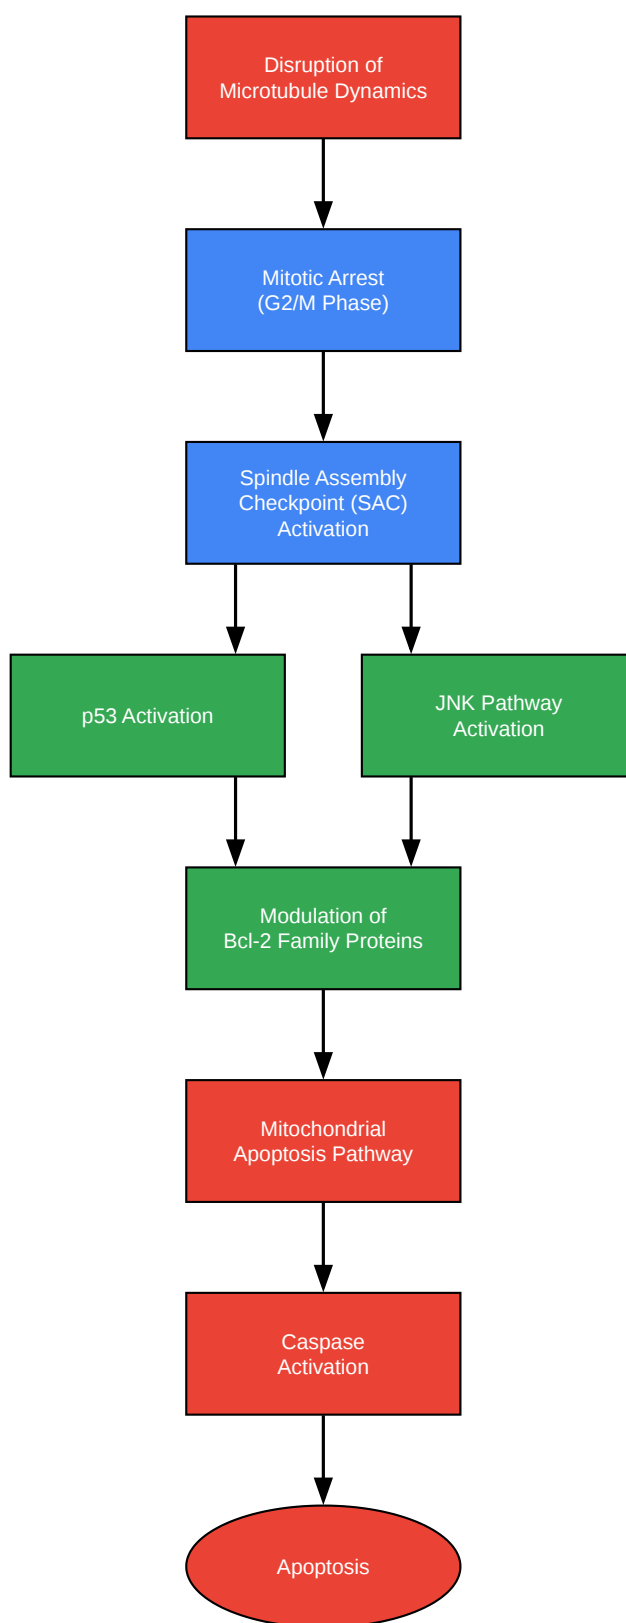 Disruption of
Microtubule Dynamics
Mitotic Arrest
(G2/M Phase)
Spindle Assembly
Checkpoint (SAC)
Activation
p53 Activation
JNK Pathway
Activation
Modulation of
Bcl-2 Family Proteins
Mitochondrial
Apoptosis Pathway
Caspase
Activation
Apoptosis